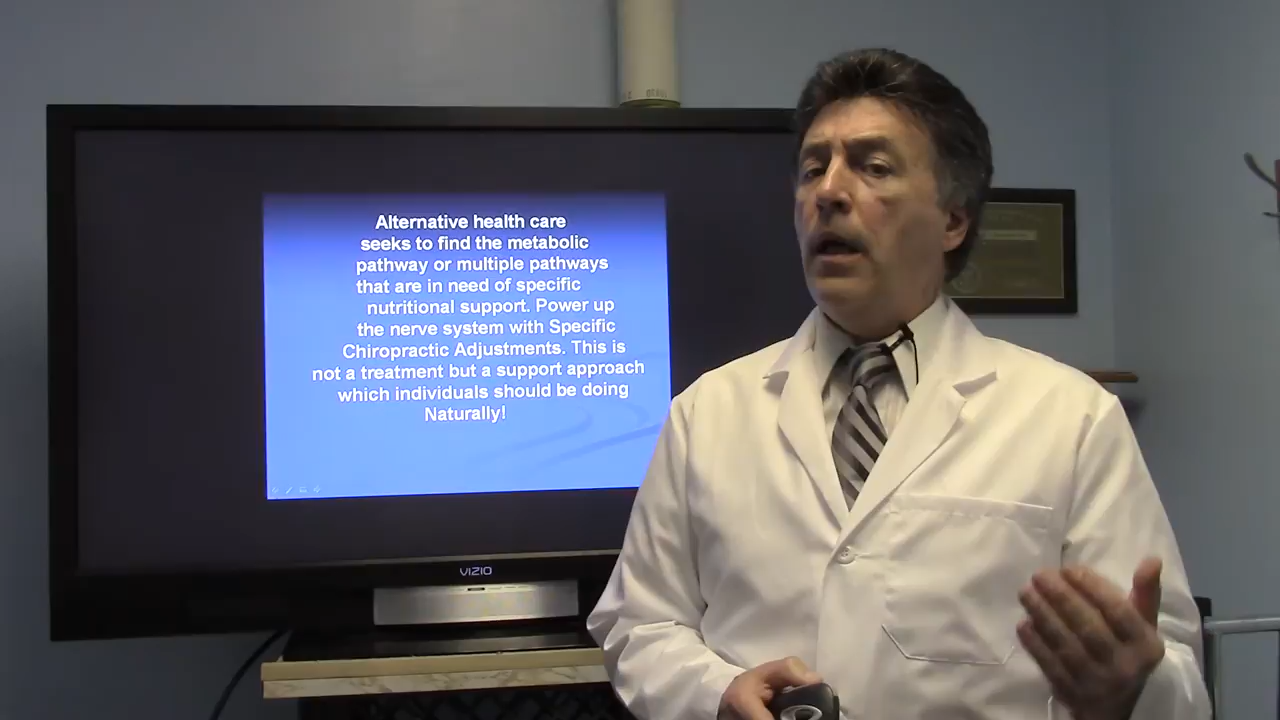 Alternative health care
seeks to find the metabolic
pathway or multiple pathways
that are in need of specific
nutritional support. Power up
the nerve system with Specific
Chiropractic Adjustments. This is
not a treatment but a support approach
which individuals should be doing
Naturally!
VIZIO